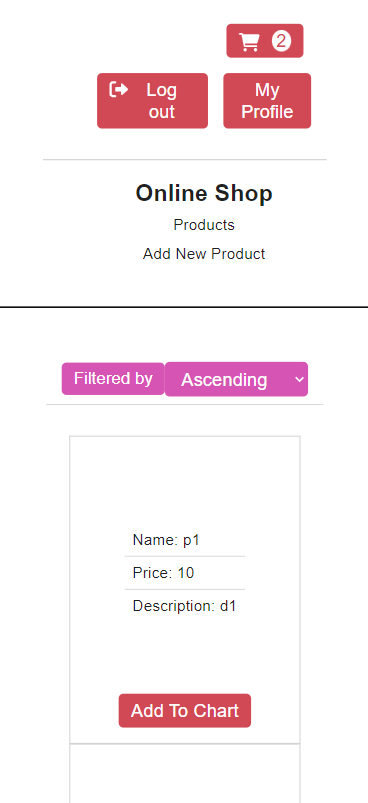 2
Log
out
My
Profile
Online Shop
Products
Add New Product
Filtered by
Ascending
Name: p1
Price: 10
Description: d1
Add To Chart